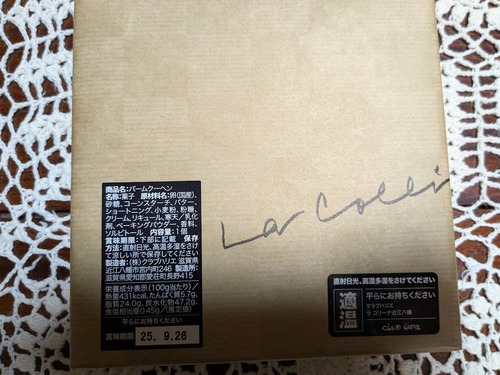 商品名:バームクーヘン
名称:菓子 原材料名:卵(国産)、
砂糖、コーンスターチ、バター、
ショートニング、小麦粉、粉糖、
クリーム、リキュール、寒天/乳化
剤、ベーキングパウダー、香料、
ソルビトール 内容量:1個
賞味期限:下部に記載 保存
方法:直射日光、高温多湿をさけ
て涼しい所で保存してください。
製造者:(株)クラブハリエ 滋賀県
近江八幡市宮内町246 製造所:
滋賀県愛知郡愛荘町長野415
栄養成分表示(100g当たり)/
熱量431kcal、たんぱく質5.7g、
脂質24.0g、炭水化物47.2g、
食塩相当量0.45g/(推定値)
平らにお持ちください
賞味期限 25. 9.26
La Colli
直射日光、高温多湿をさけてください
適温
平らにお持ちください
クラブハリエ
ラ コリーナ近江八幡
CLUB HARIE